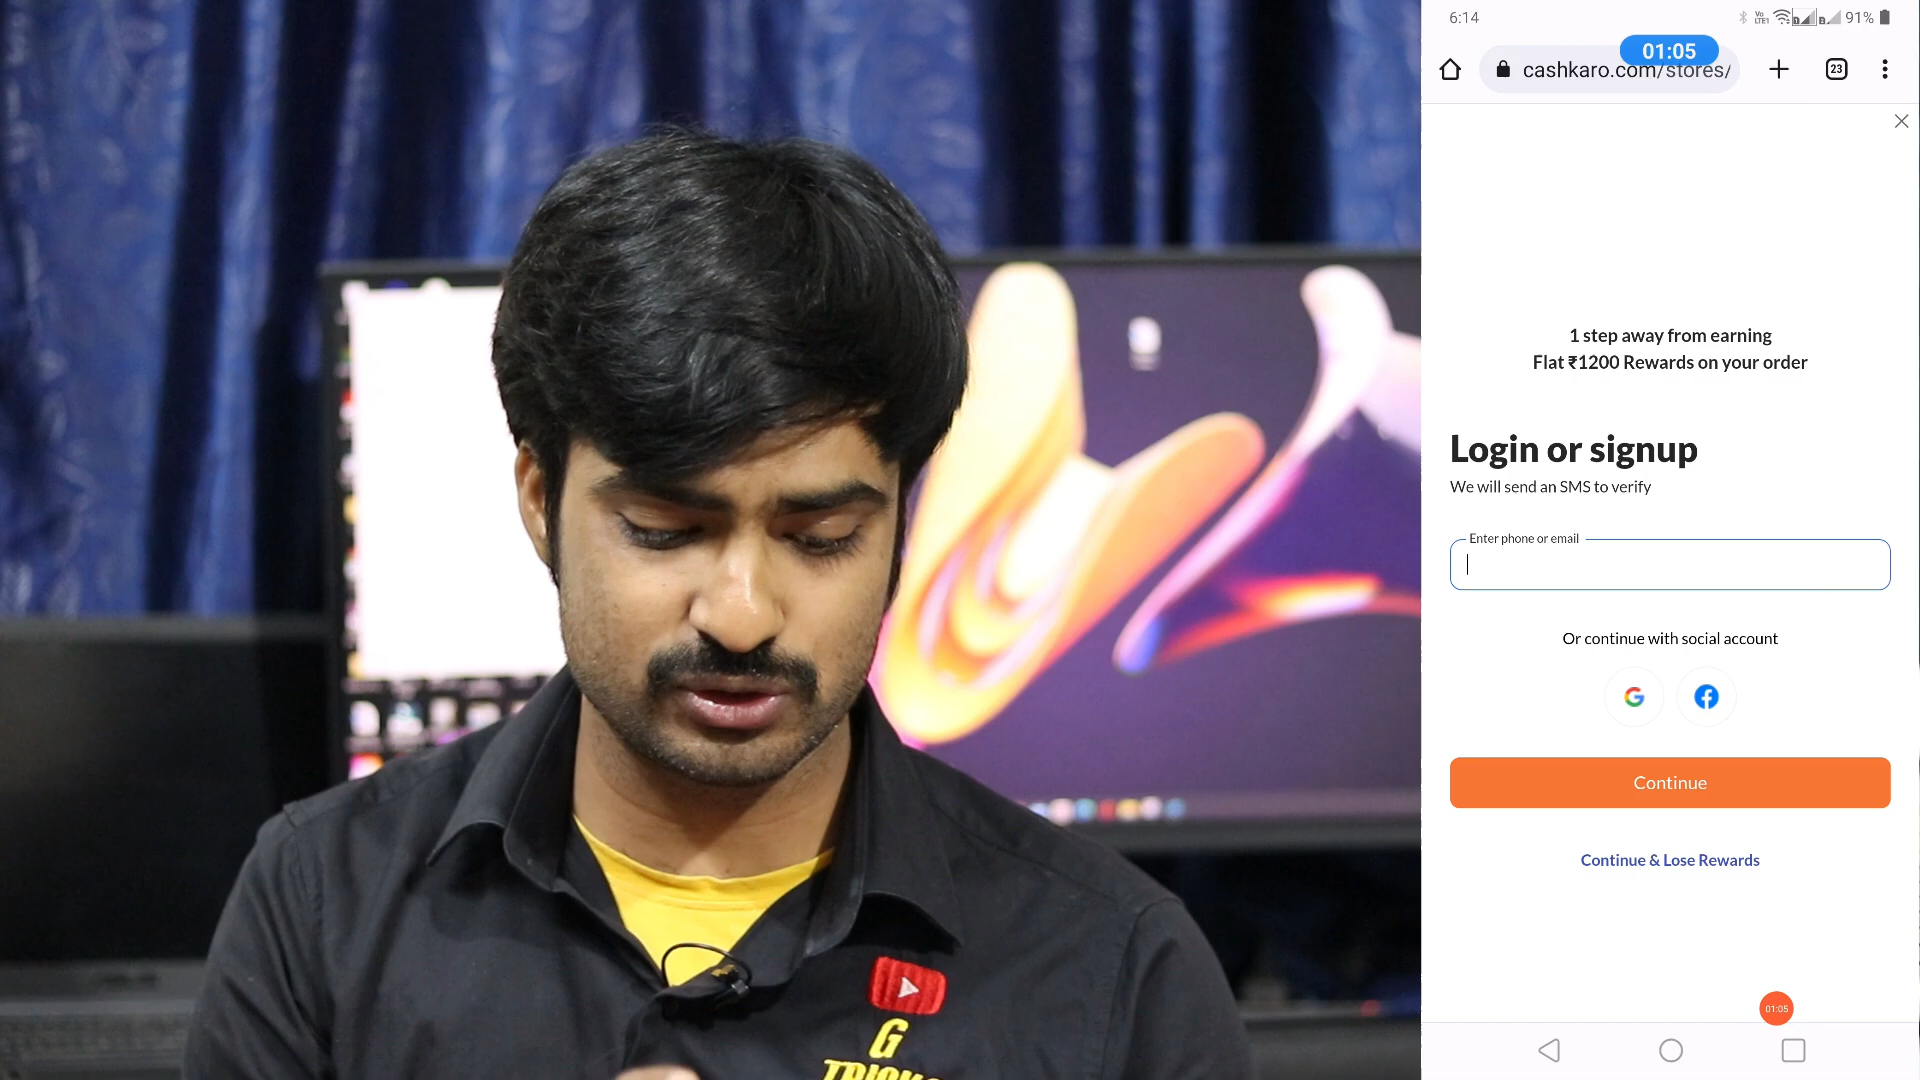 6:14
91%
01:05
cashkaro.com/stores/
23
1 step away from earning
Flat ₹1200 Rewards on your order
Login or signup
We will send an SMS to verify
Enter phone or email
Or continue with social account
Continue
Continue & Lose Rewards
01:05
G